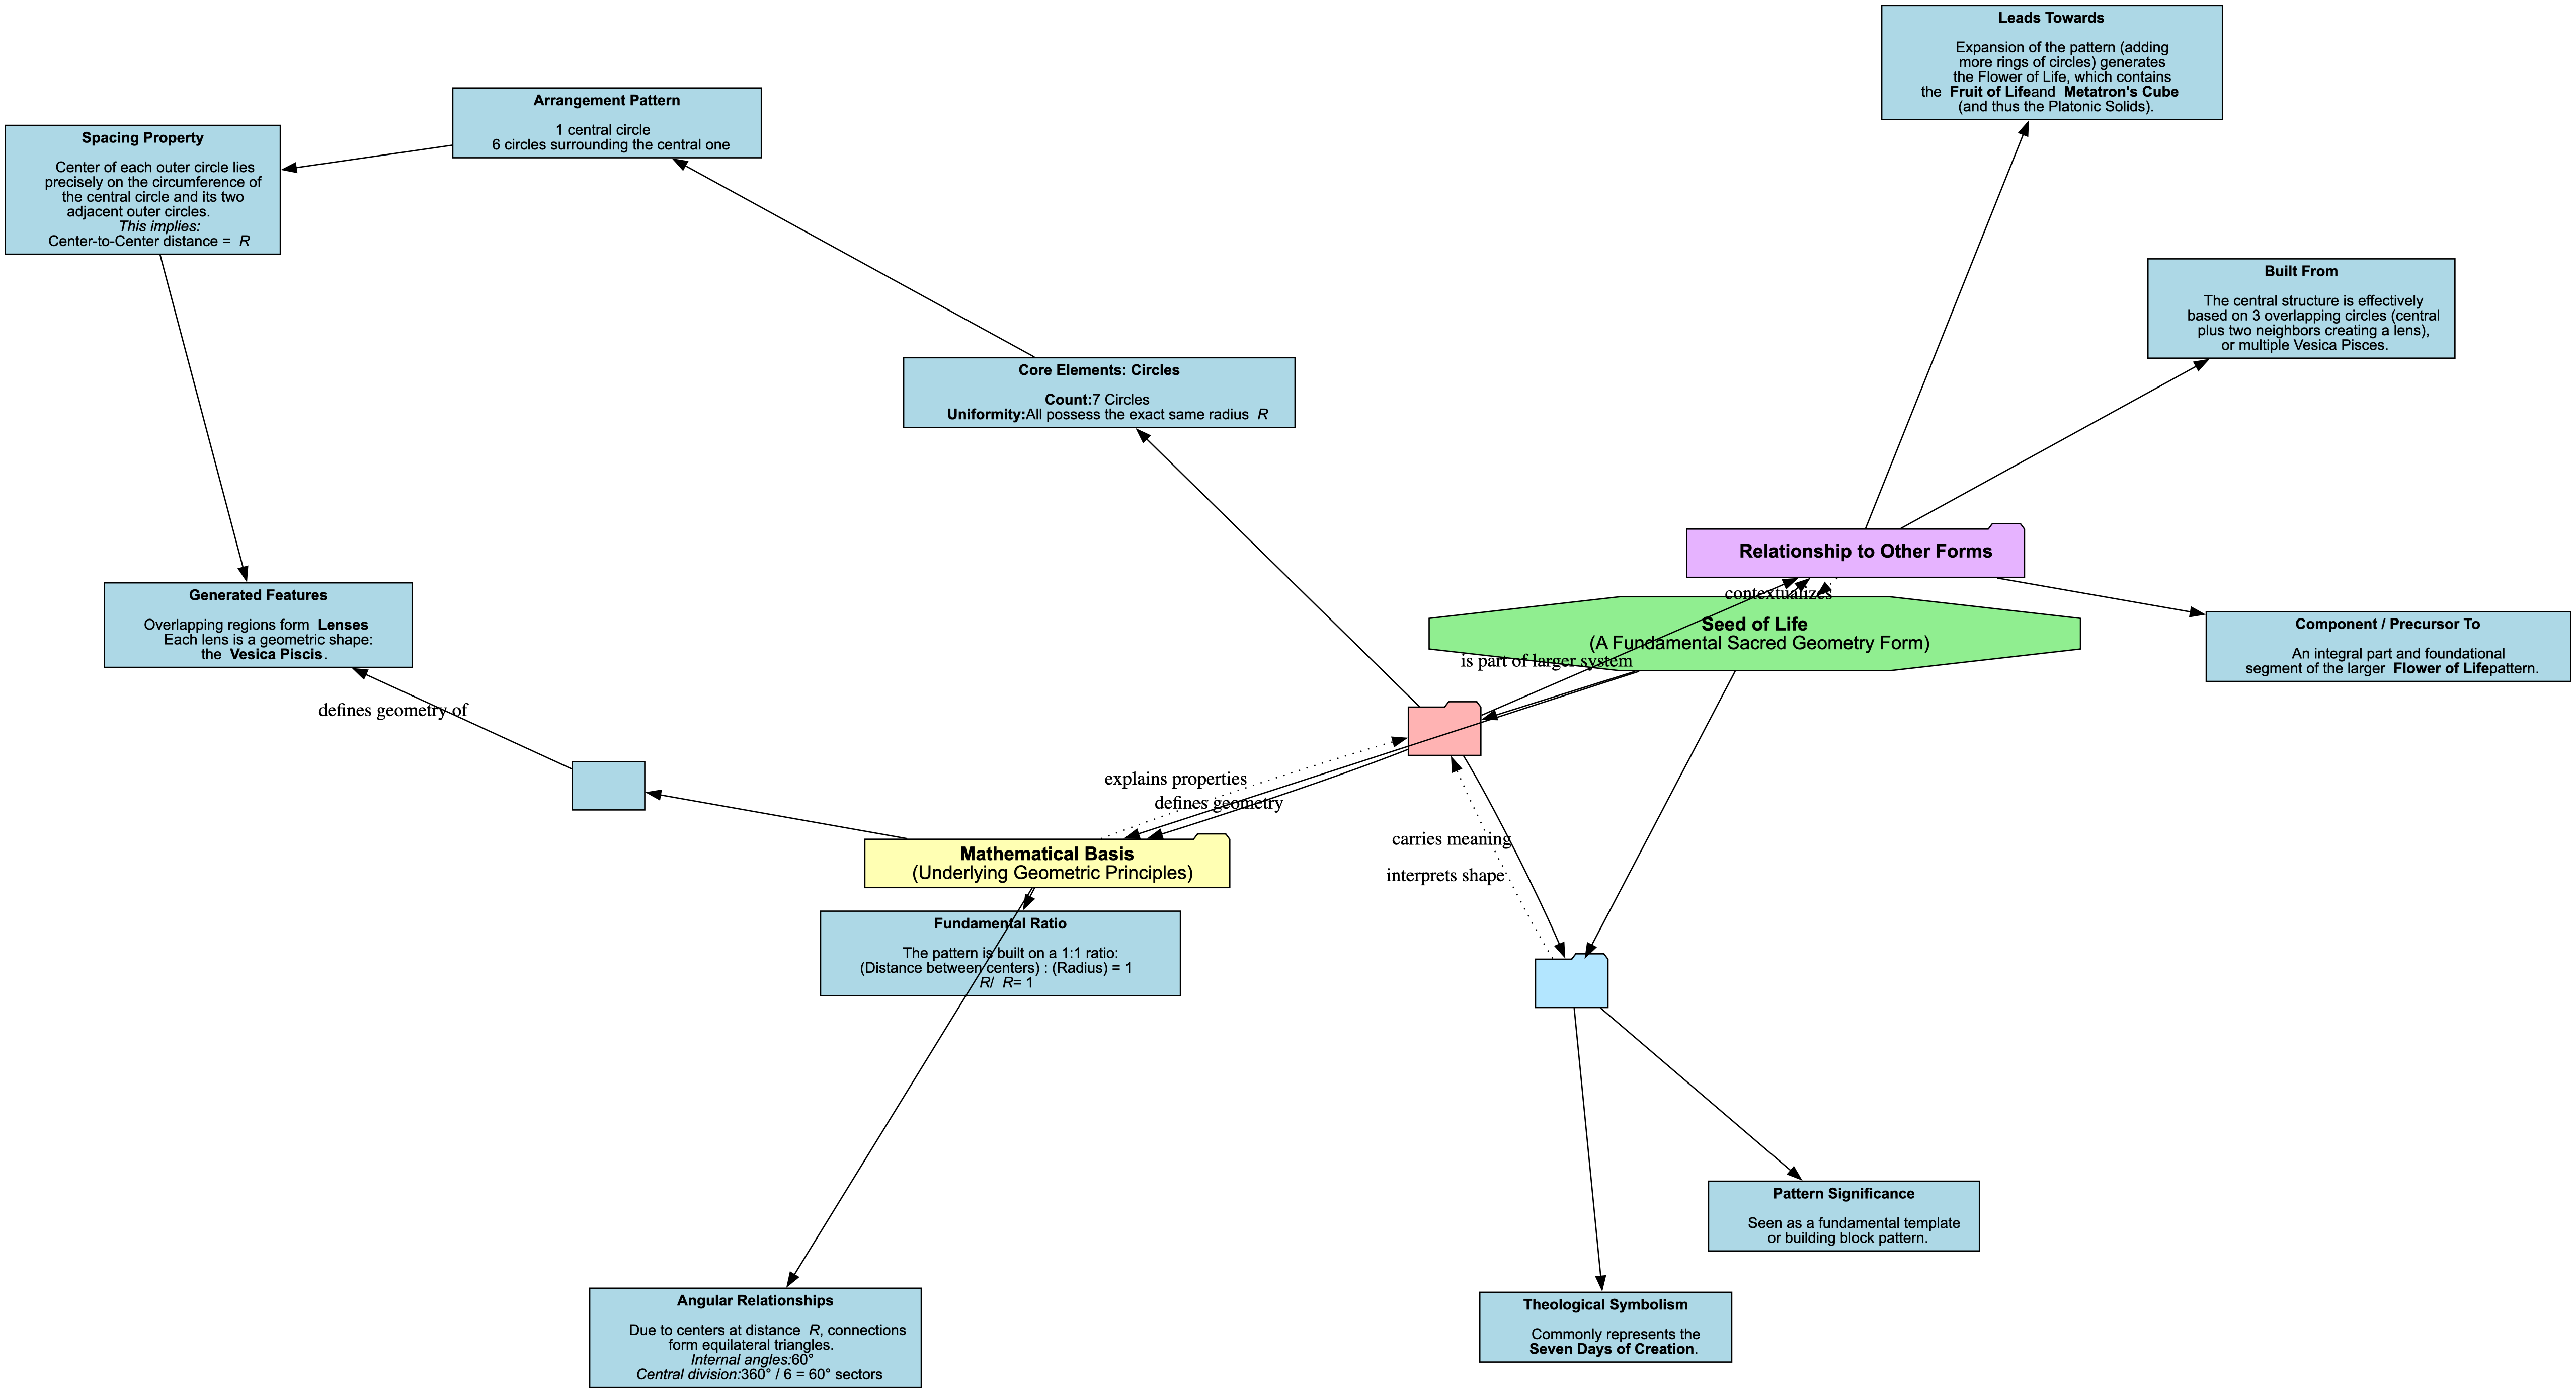 Leads Towards
Expansion of the pattern (adding
more rings of circles) generates
the Flower of Life, which contains
the Fruit of Lifeand Metatron's Cube
(and thus the Platonic Solids).
Arrangement Pattern
1 central circle
6 circles surrounding the central one
Spacing Property
Center of each outer circle lies
precisely on the circumference of
the central circle and its two
adjacent outer circles.
This implies:
Center-to-Center distance = R
Built From
The central structure is effectively
based on 3 overlapping circles (central
plus two neighbors creating a lens),
or multiple Vesica Pisces.
Core Elements: Circles
Count:7 Circles
Uniformity:All possess the exact same radius R
Relationship to Other Forms
contextualizes
Generated Features
Overlapping regions form Lenses
Each lens is a geometric shape:
the Vesica Piscis.
Seed of Life
(A Fundamental Sacred Geometry Form)
is part of larger system
Component / Precursor To
An integral part and foundational
segment of the larger Flower of Lifepattern.
defines geometry of
explains properties
defines geometry
carries meaning
interprets shape
Mathematical Basis
(Underlying Geometric Principles)
Fundamental Ratio
The pattern is built on a 1:1 ratio:
(Distance between centers) : (Radius) = 1
R/ R= 1
Pattern Significance
Seen as a fundamental template
or building block pattern.
Angular Relationships
Due to centers at distance R, connections
form equilateral triangles.
Internal angles:60°
Central division:360° / 6 = 60° sectors
Theological Symbolism
Commonly represents the
Seven Days of Creation.